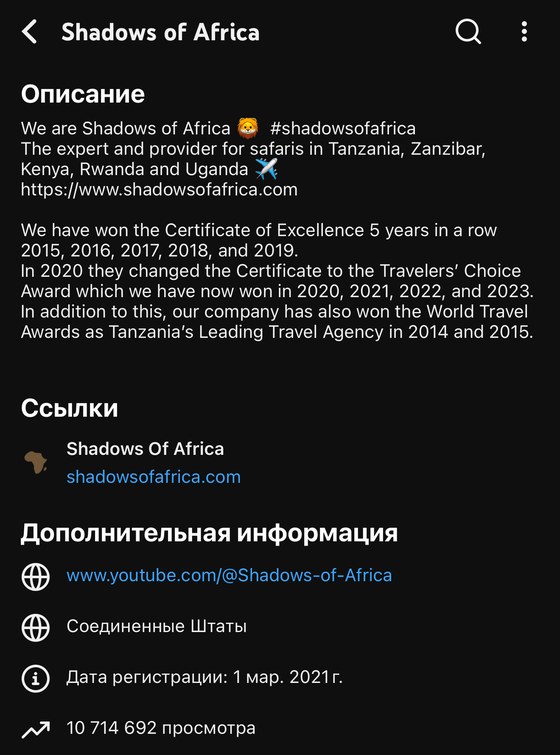 Shadows of Africa
Описание
We are Shadows of Africa 🦁 #shadowsofafrica
The expert and provider for safaris in Tanzania, Zanzibar,
Kenya, Rwanda and Uganda ✈️
https://www.shadowsofafrica.com
We have won the Certificate of Excellence 5 years in a row
2015, 2016, 2017, 2018, and 2019.
In 2020 they changed the Certificate to the Travelers’ Choice
Award which we have now won in 2020, 2021, 2022, and 2023.
In addition to this, our company has also won the World Travel
Awards as Tanzania’s Leading Travel Agency in 2014 and 2015.
Ссылки
Shadows Of Africa
shadowsofafrica.com
Дополнительная информация
www.youtube.com/@Shadows-of-Africa
Соединенные Штаты
Дата регистрации: 1 мар. 2021 г.
10 714 692 просмотра